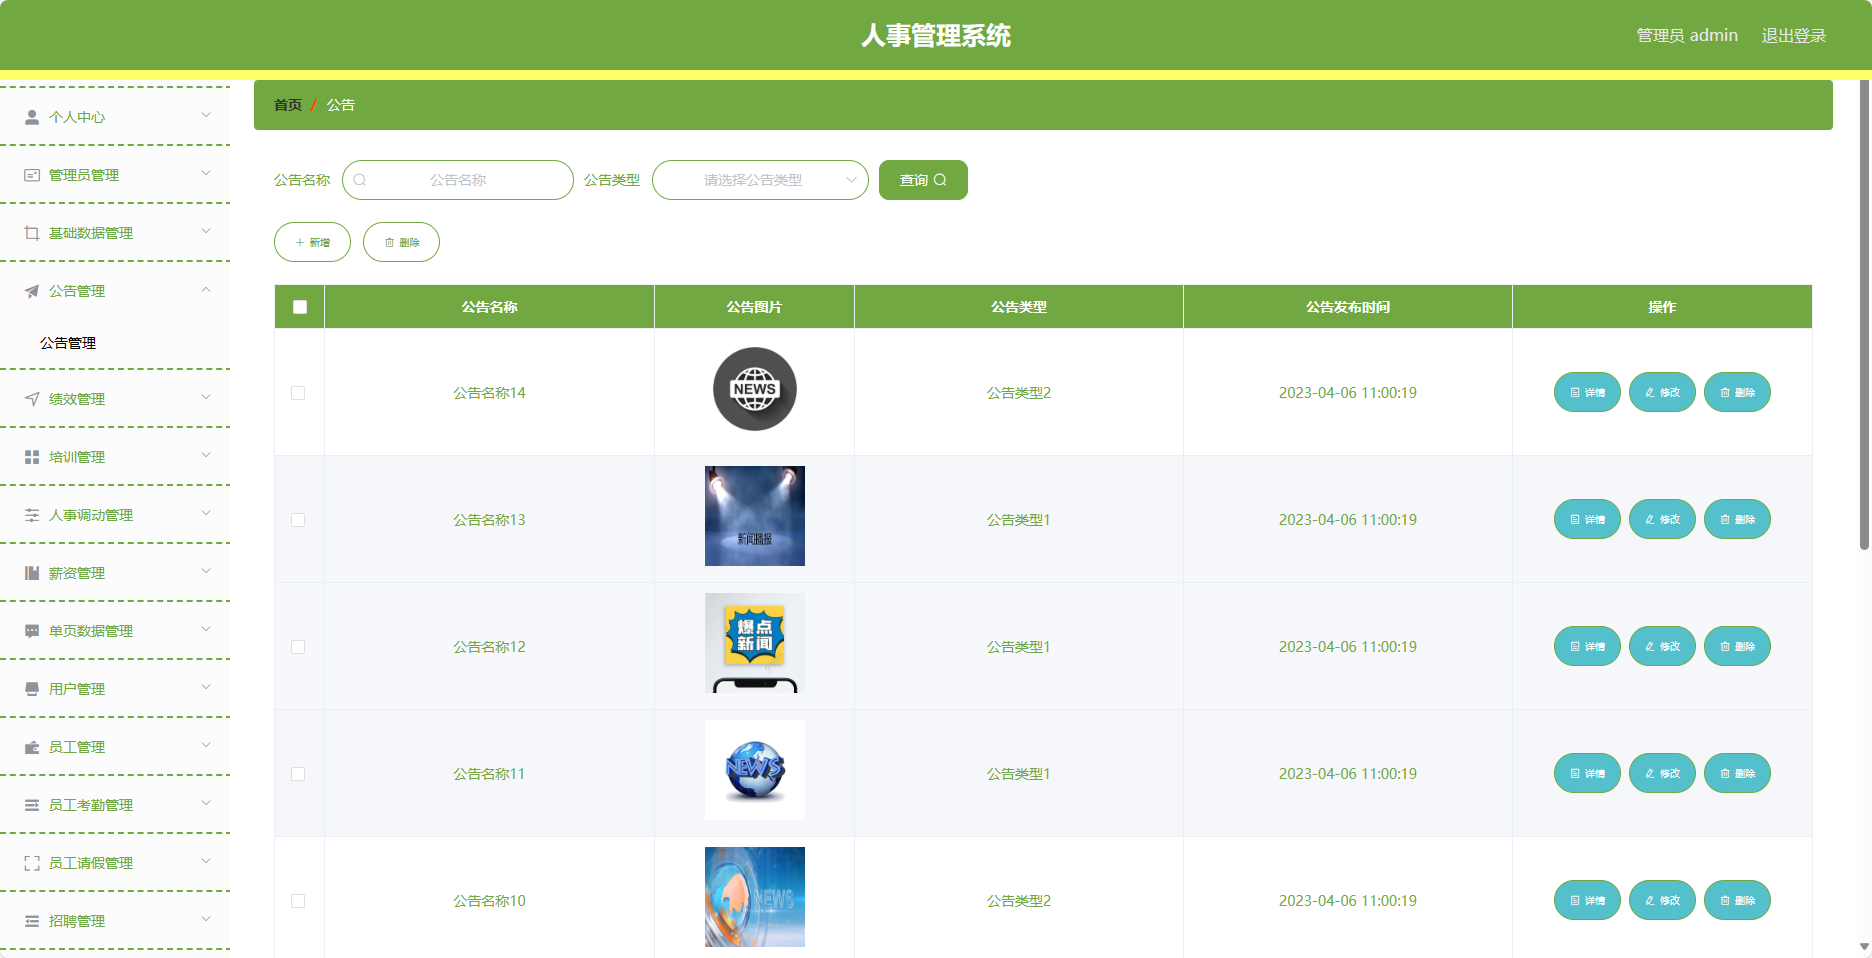 人事管理系统
管理员 admin
退出登录
首页 / 公告
个人中心
管理员管理
基础数据管理
公告管理
公告管理
绩效管理
培训管理
人事调动管理
薪资管理
单页数据管理
用户管理
员工管理
员工考勤管理
员工请假管理
招聘管理
公告名称 公告名称 公告类型 请选择公告类型 查询
新增 删除
公告名称 公告图片 公告类型 公告发布时间 操作
公告名称14 NEWS 公告类型2 2023-04-06 11:00:19 详情 修改 删除
公告名称13 新闻播报 公告类型1 2023-04-06 11:00:19 详情 修改 删除
公告名称12 爆点
新闻 公告类型1 2023-04-06 11:00:19 详情 修改 删除
公告名称11 NEWS 公告类型1 2023-04-06 11:00:19 详情 修改 删除
公告名称10 NEWS 公告类型2 2023-04-06 11:00:19 详情 修改 删除